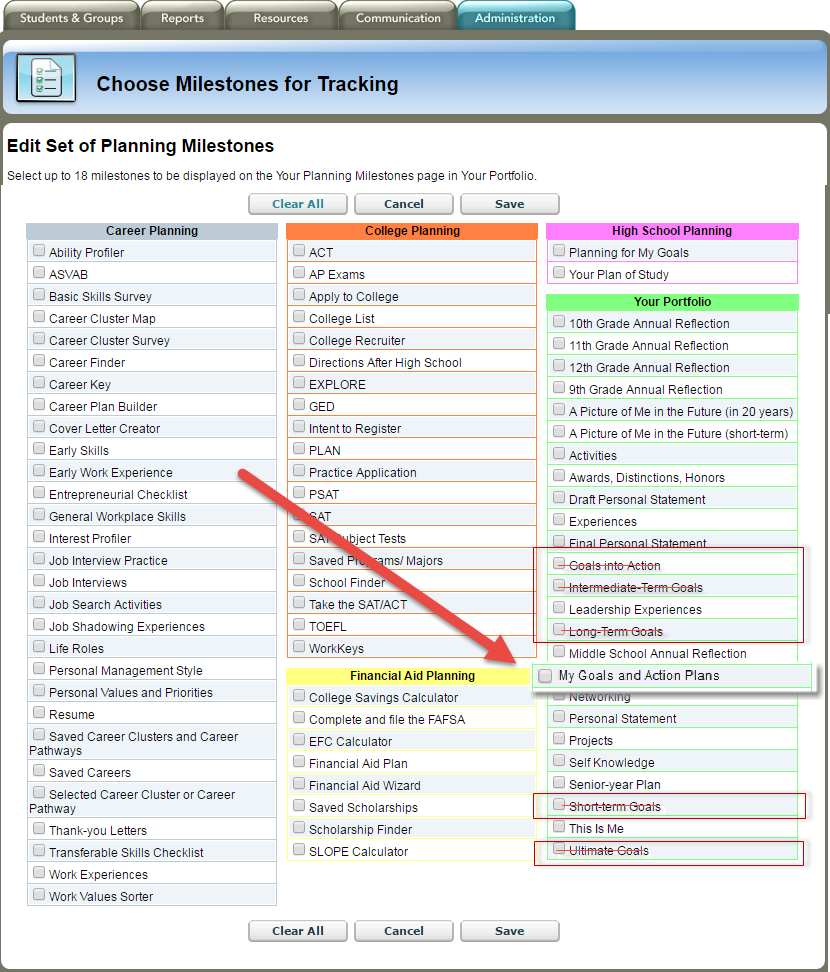 Students & Groups
Reports
Resources
Communication
Administration
Choose Milestones for Tracking
Edit Set of Planning Milestones
Select up to 18 milestones to be displayed on the Your Planning Milestones page in Your Portfolio.
Clear All
Cancel
Save
Career Planning
Ability Profiler
ASVAB
Basic Skills Survey
Career Cluster Map
Career Cluster Survey
Career Finder
Career Key
Career Plan Builder
Cover Letter Creator
Early Skills
Early Work Experience
Entrepreneurial Checklist
General Workplace Skills
Interest Profiler
Job Interview Practice
Job Interviews
Job Search Activities
Job Shadowing Experiences
Life Roles
Personal Management Style
Personal Values and Priorities
Resume
Saved Career Clusters and Career
Pathways
Saved Careers
Selected Career Cluster or Career
Pathway
Thank-you Letters
Transferable Skills Checklist
Work Experiences
Work Values Sorter
College Planning
ACT
AP Exams
Apply to College
College List
College Recruiter
Directions After High School
EXPLORE
GED
Intent to Register
PLAN
Practice Application
PSAT
SAT
SAT Subject Tests
Saved Programs/ Majors
School Finder
Take the SAT/ACT
TOEFL
WorkKeys
Financial Aid Planning
College Savings Calculator
Complete and file the FAFSA
EFC Calculator
Financial Aid Plan
Financial Aid Wizard
Saved Scholarships
Scholarship Finder
SLOPE Calculator
High School Planning
Planning for My Goals
Your Plan of Study
Your Portfolio
10th Grade Annual Reflection
11th Grade Annual Reflection
12th Grade Annual Reflection
9th Grade Annual Reflection
A Picture of Me in the Future (in 20 years)
A Picture of Me in the Future (short-term)
Activities
Awards, Distinctions, Honors
Draft Personal Statement
Experiences
Final Personal Statement
Goals into Action
Intermediate-Term Goals
Leadership Experiences
Long-Term Goals
Middle School Annual Reflection
My Goals and Action Plans
Networking
Personal Statement
Projects
Self Knowledge
Senior-year Plan
Short-term Goals
This Is Me
Ultimate Goals
Clear All
Cancel
Save